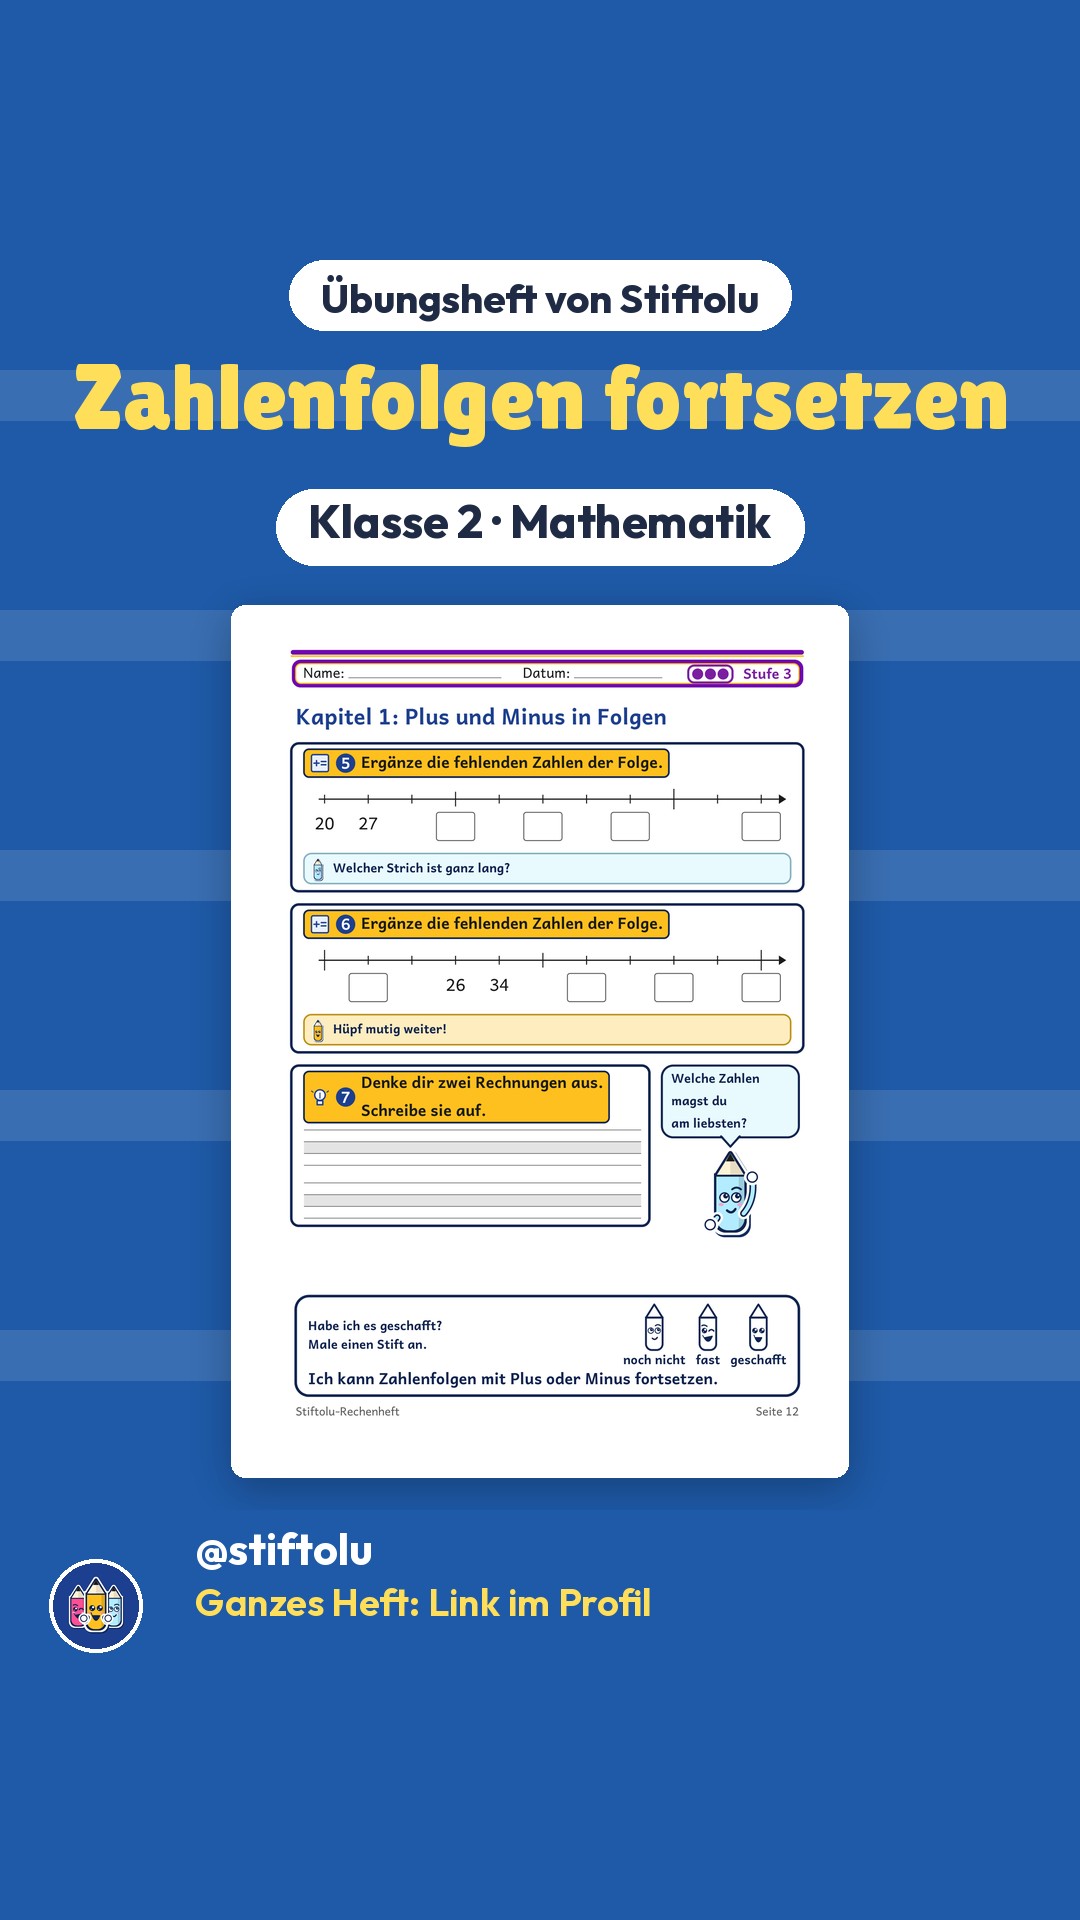 Übungsheft von Stiftolu
Zahlenfolgen fortsetzen
Klasse 2 · Mathematik
Name: Datum: Stufe 3
Kapitel 1: Plus und Minus in Folgen
5 Ergänze die fehlenden Zahlen der Folge.
20 27
Welcher Strich ist ganz lang?
6 Ergänze die fehlenden Zahlen der Folge.
26 34
Hüpf mutig weiter!
7 Denke dir zwei Rechnungen aus.
Schreibe sie auf.
Welche Zahlen
magst du
am liebsten?
Habe ich es geschafft?
Male einen Stift an.
noch nicht fast geschafft
Ich kann Zahlenfolgen mit Plus oder Minus fortsetzen.
Stiftolu-Rechenheft Seite 12
@stiftolu
Ganzes Heft: Link im Profil